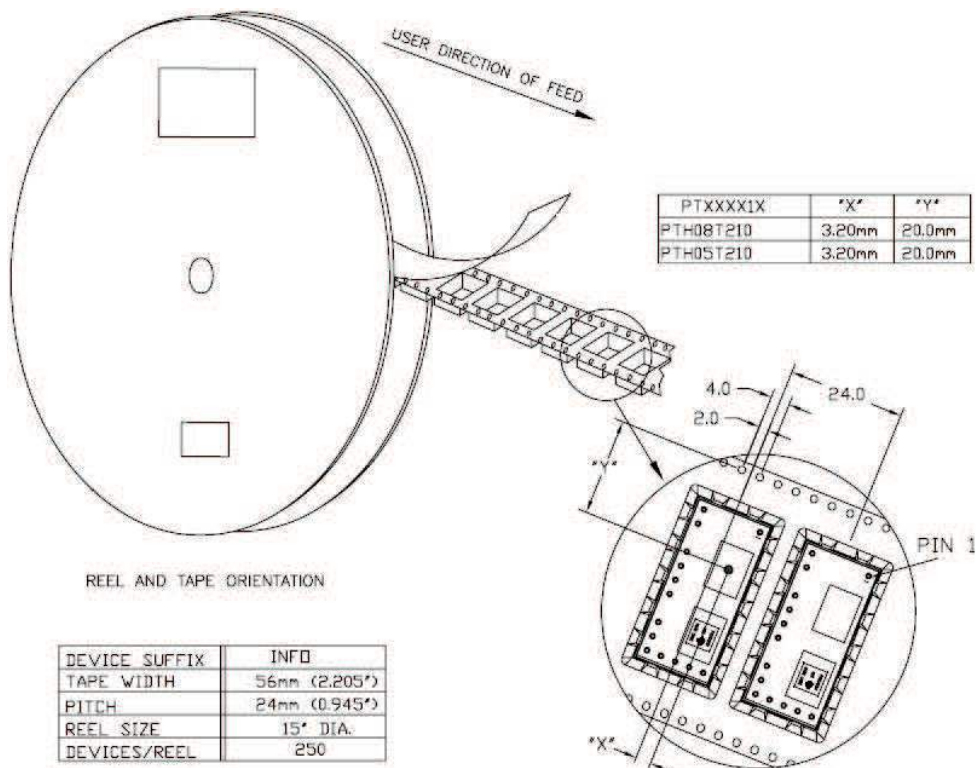 USER DIRECTION OF FEED
PTXXXX1X "X" "Y"
PTH08T210 3.20mm 20.0mm
PTH05T210 3.20mm 20.0mm
4.0
24.0
2.0
"Y"
PIN 1
REEL AND TAPE ORIENTATION
DEVICE SUFFIX INFO
TAPE WIDTH 56mm (2.205")
PITCH 24mm (0.945")
REEL SIZE 15" DIA.
DEVICES/REEL 250
"X"